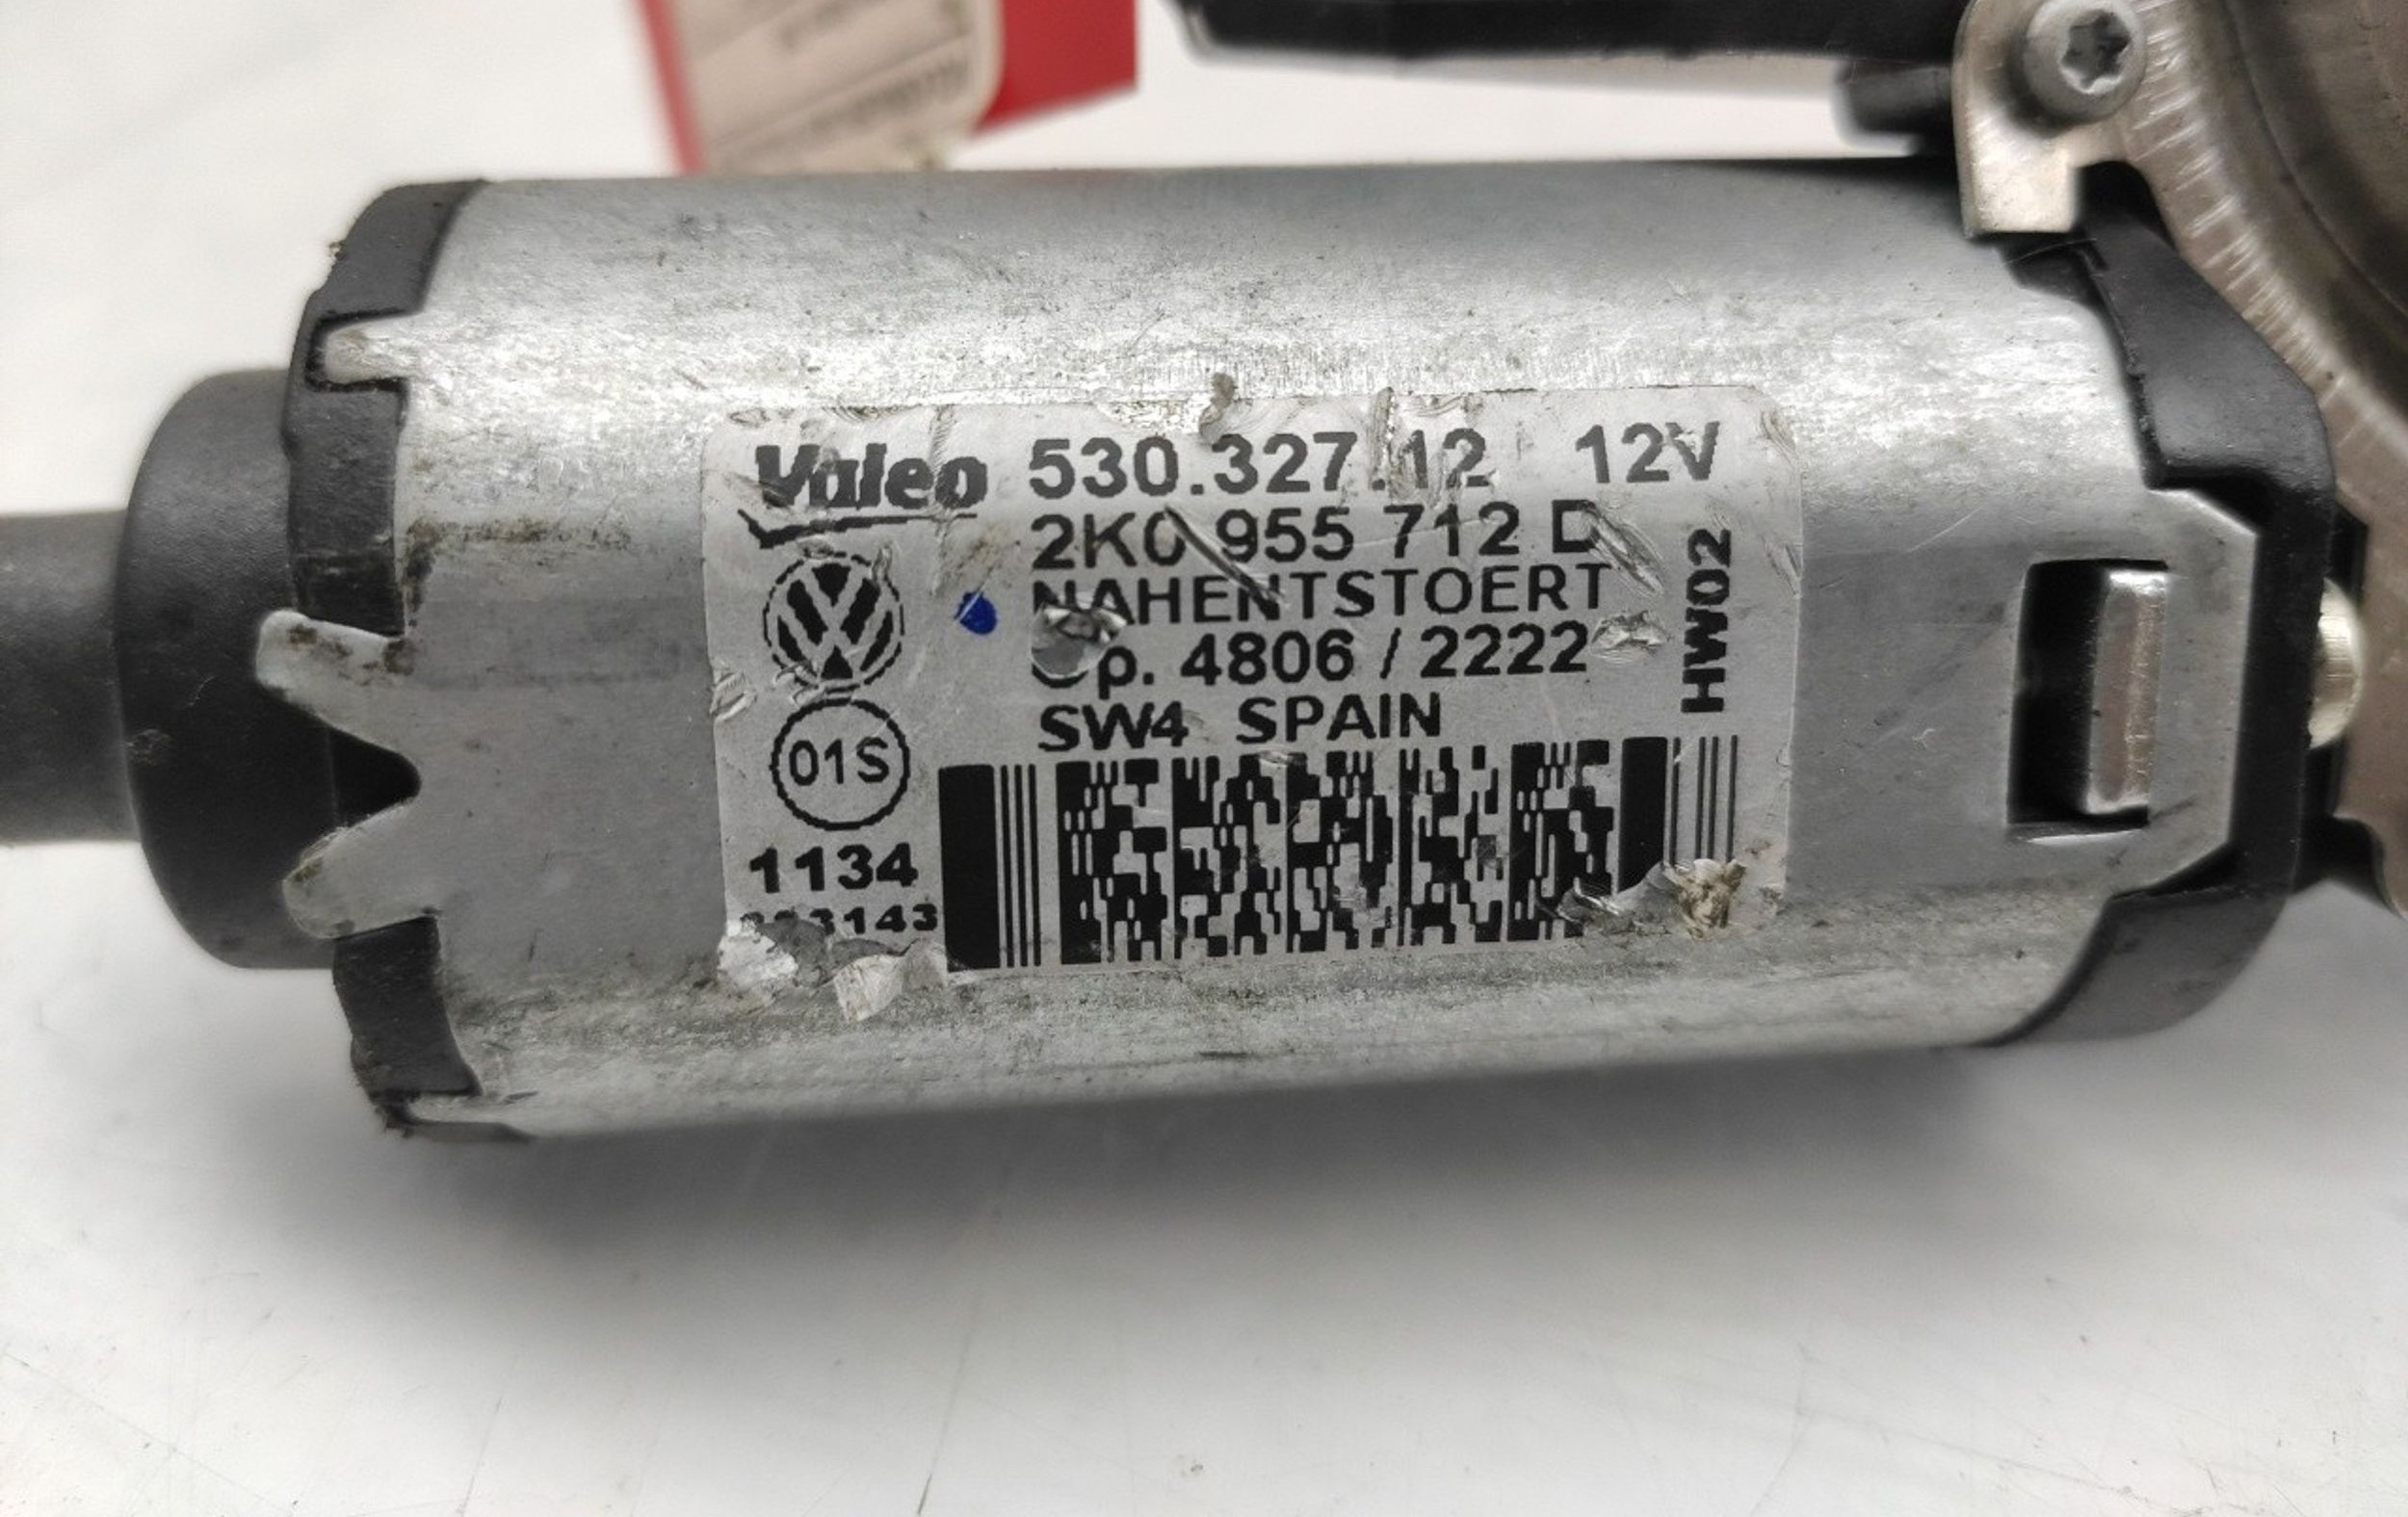 Valeo 530.327.12 12V
2K0 955 712 D
NAHENTSTOERT
4806 / 2222
SW4 SPAIN
HW02
01S
1134